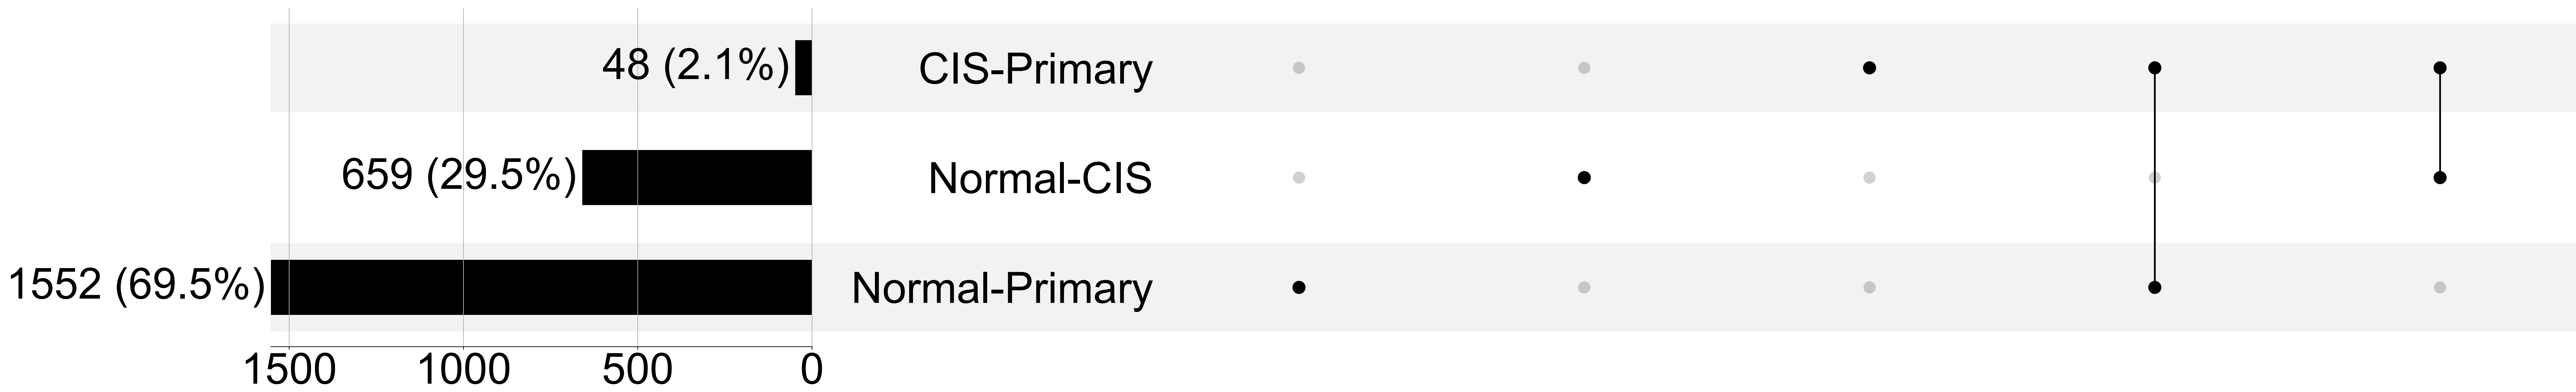 48 (2.1%) CIS-Primary
659 (29.5%) Normal-CIS
1552 (69.5%) Normal-Primary
1500 1000 500 0